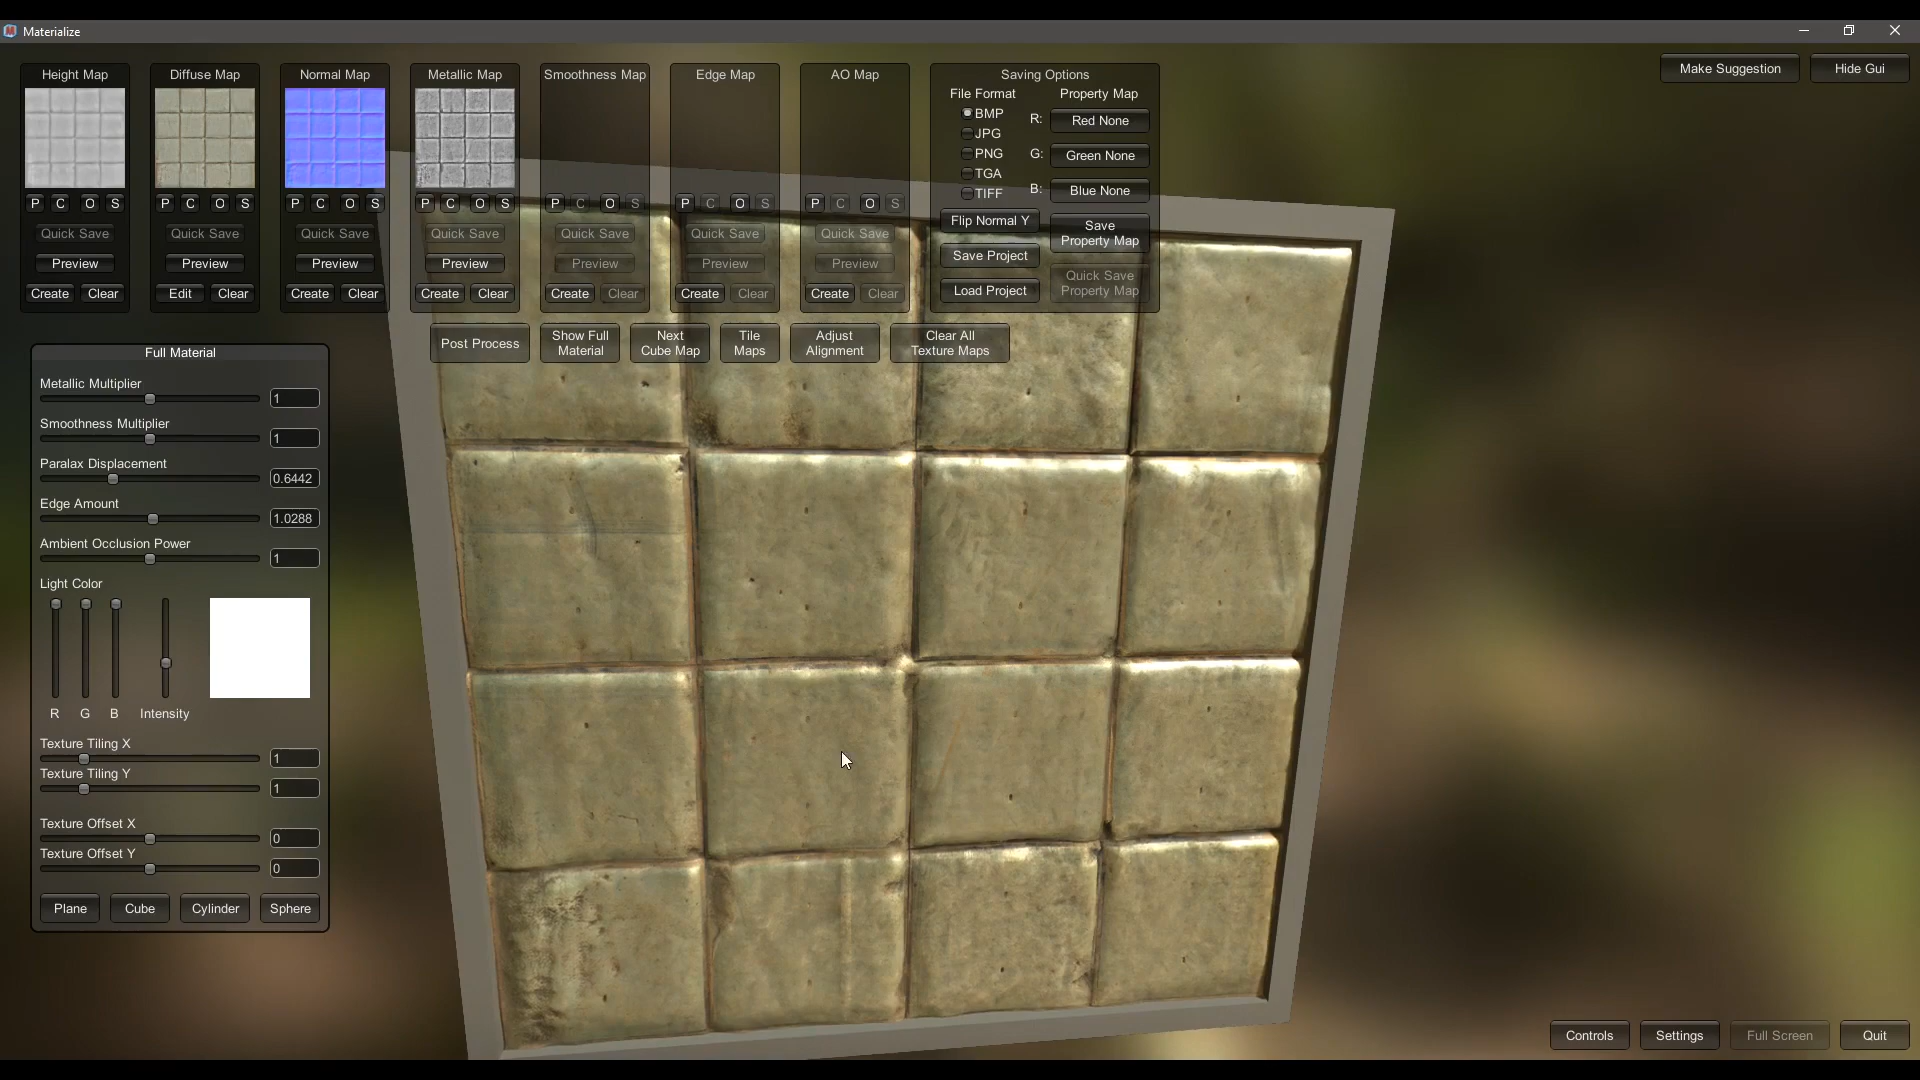 Materialize
Make Suggestion
Hide Gui
Height Map
P C O S
Quick Save
Preview
Create Clear
Diffuse Map
P C O S
Quick Save
Preview
Edit Clear
Normal Map
P C O S
Quick Save
Preview
Create Clear
Metallic Map
P C O S
Quick Save
Preview
Create Clear
Smoothness Map
P C O S
Quick Save
Preview
Create Clear
Edge Map
P C O S
Quick Save
Preview
Create Clear
AO Map
P C O S
Quick Save
Preview
Create Clear
Saving Options
File Format
BMP
JPG
PNG
TGA
TIFF
Flip Normal Y
Save Project
Load Project
Property Map
R: Red None
G: Green None
B: Blue None
Save
Property Map
Quick Save
Property Map
Post Process
Show Full
Material
Next
Cube Map
Tile
Maps
Adjust
Alignment
Clear All
Texture Maps
Full Material
Metallic Multiplier
1
Smoothness Multiplier
1
Paralax Displacement
0.6442
Edge Amount
1.0288
Ambient Occlusion Power
1
Light Color
R G B Intensity
Texture Tiling X
1
Texture Tiling Y
1
Texture Offset X
0
Texture Offset Y
0
Plane Cube Cylinder Sphere
Controls Settings Full Screen Quit